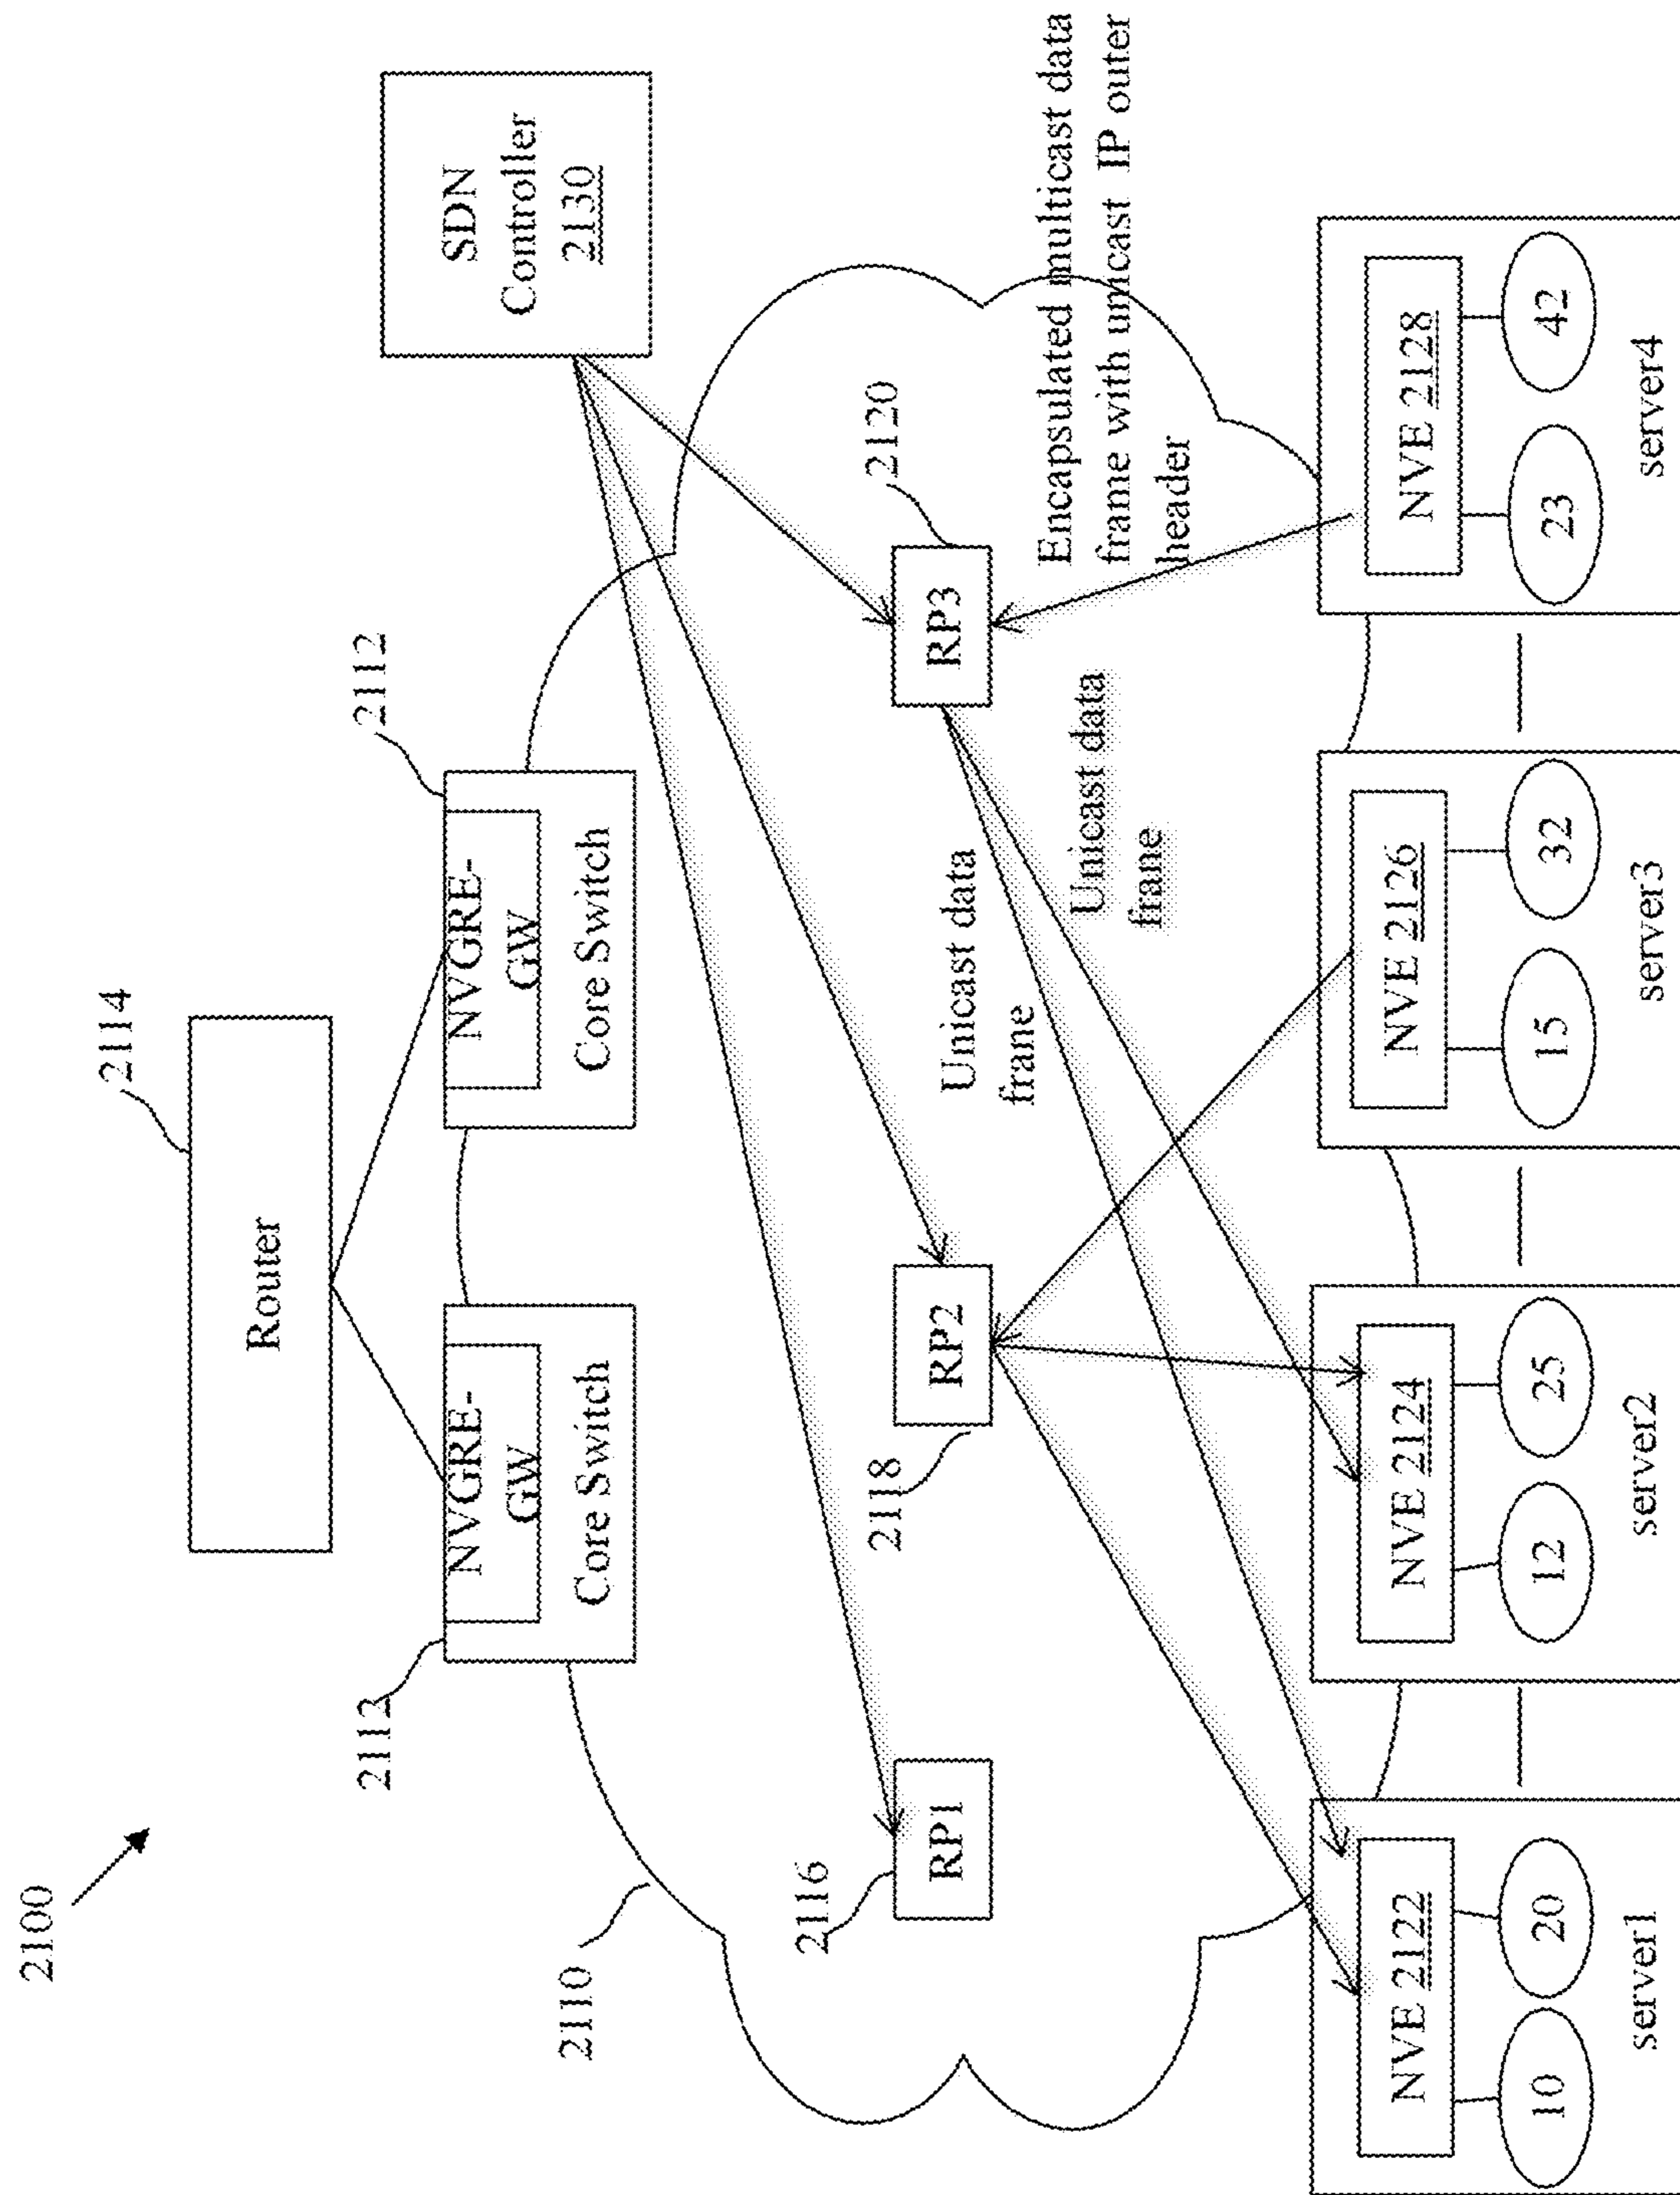 2100
2114
Router
2112
2112
NVGRE-
GW
Core Switch
NVGRE-
GW
Core Switch
SDN
Controller
2130
2110
2116
RP1
2118
RP2
2120
RP3
Unicast data
frane
Unicast data
frane
Encapsulated multicast data
frame with unicast IP outer
header
NVE 2122
10
20
server1
NVE 2124
12
25
server2
NVE 2126
15
32
server3
NVE 2128
23
42
server4